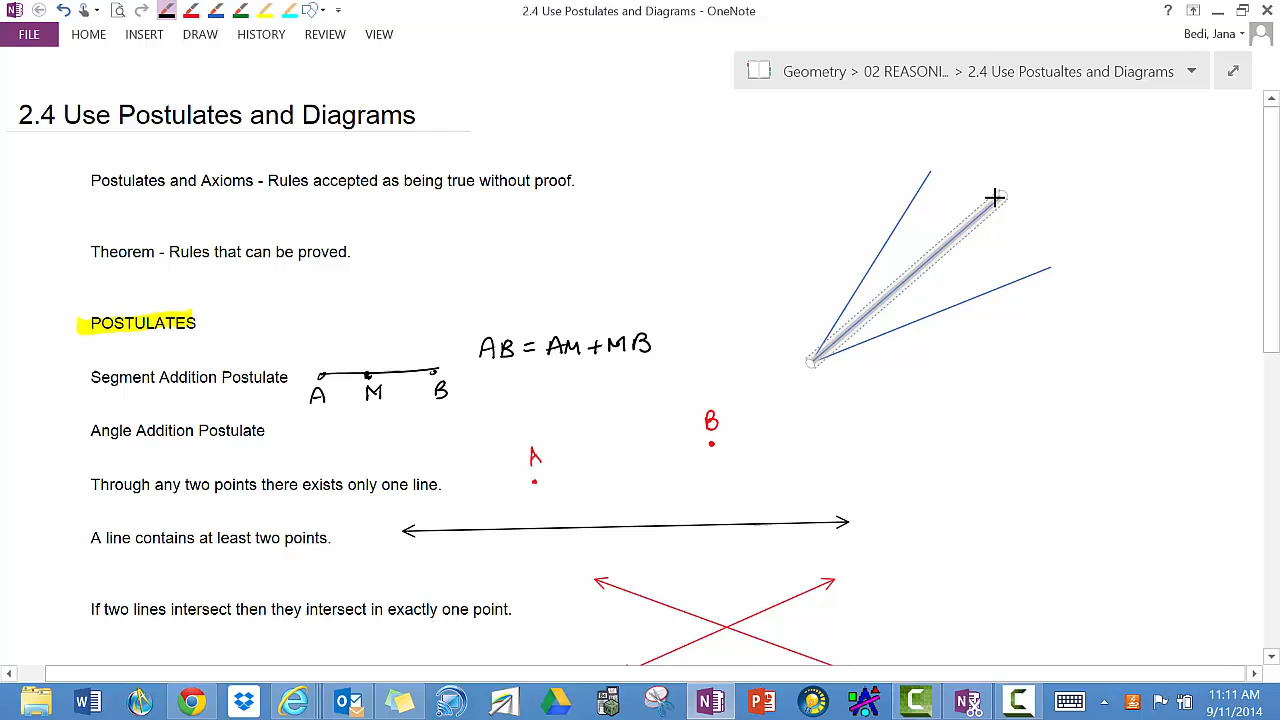 2.4 Use Postulates and Diagrams - OneNote
FILE HOME INSERT DRAW HISTORY REVIEW VIEW
Bedi, Jana
Geometry > 02 REASONI... > 2.4 Use Postualtes and Diagrams
2.4 Use Postulates and Diagrams
Postulates and Axioms - Rules accepted as being true without proof.
Theorem - Rules that can be proved.
POSTULATES
AB = AM + MB
Segment Addition Postulate
A M B
Angle Addition Postulate
B
A
Through any two points there exists only one line.
A line contains at least two points.
If two lines intersect then they intersect in exactly one point.
11:11 AM
9/11/2014